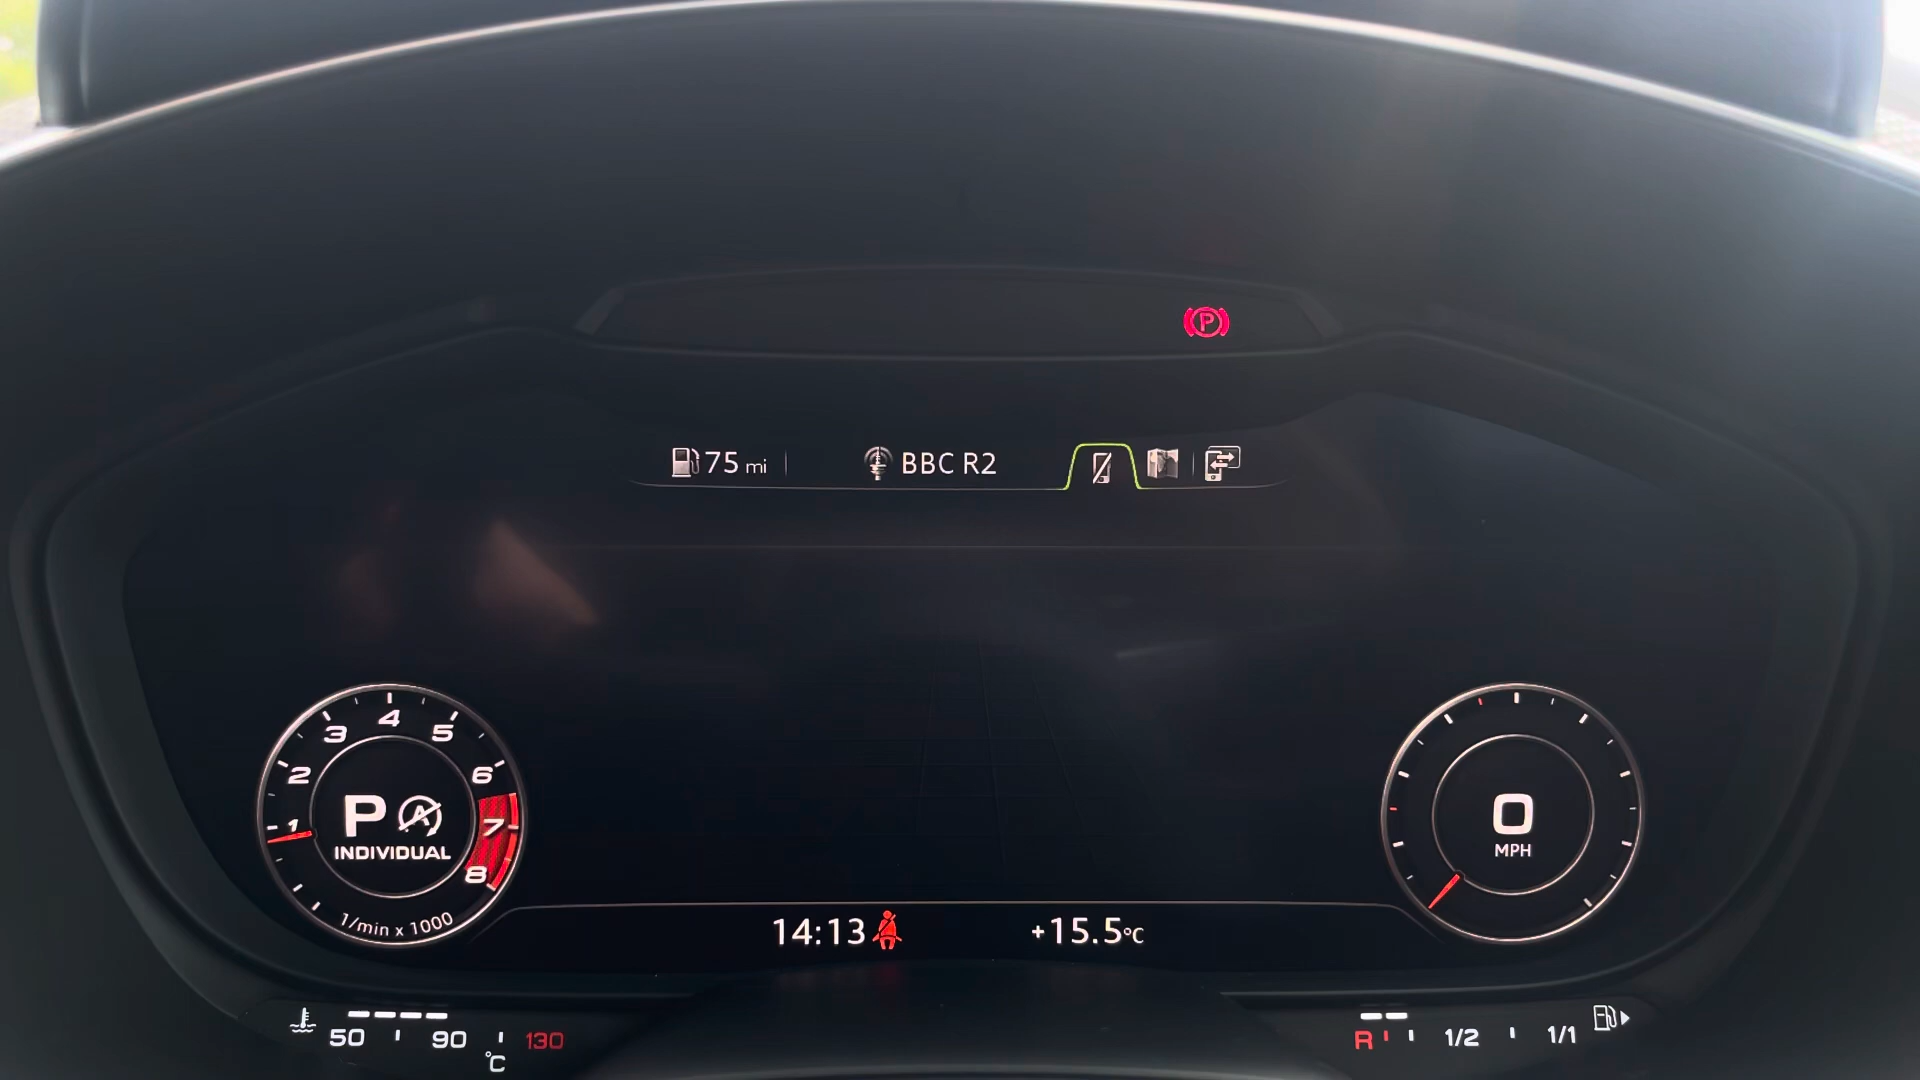 P
75 mi
BBC R2
1 2 3 4 5 6 7 8
P A
INDIVIDUAL
1/min x 1000
0
MPH
14:13
+15.5°C
50 90 130
°C
R 1/2 1/1